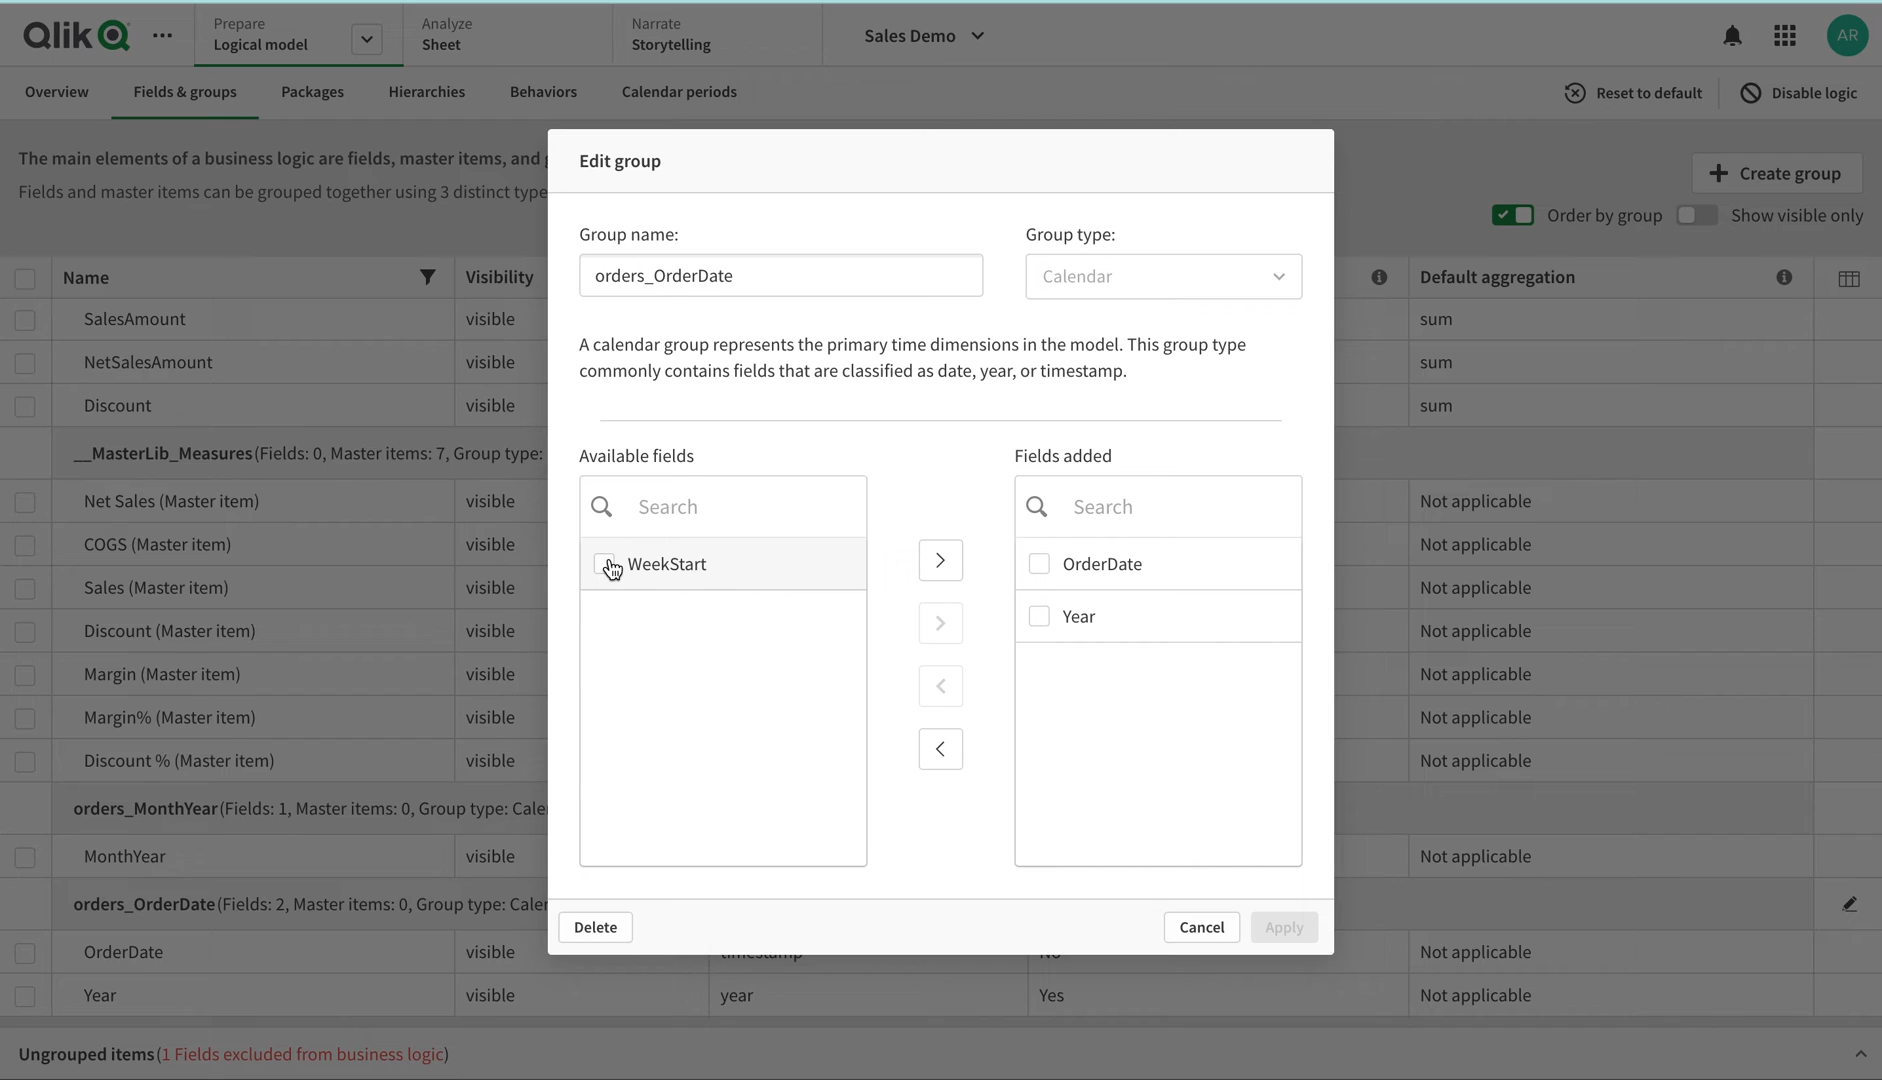 Qlik
Prepare
Logical model
Analyze
Sheet
Narrate
Storytelling
Sales Demo
AR
Overview
Fields & groups
Packages
Hierarchies
Behaviors
Calendar periods
Reset to default
Disable logic
The main elements of a business logic are fields, master items, and
Fields and master items can be grouped together using 3 distinct type
Create group
Order by group
Show visible only
Name
Visibility
Default aggregation
SalesAmount visible sum
NetSalesAmount visible sum
Discount visible sum
__MasterLib_Measures (Fields: 0, Master items: 7, Group type:
Net Sales (Master item) visible Not applicable
COGS (Master item) visible Not applicable
Sales (Master item) visible Not applicable
Discount (Master item) visible Not applicable
Margin (Master item) visible Not applicable
Margin% (Master item) visible Not applicable
Discount % (Master item) visible Not applicable
orders_MonthYear (Fields: 1, Master items: 0, Group type:
MonthYear visible Not applicable
orders_OrderDate (Fields: 2, Master items: 0, Group type:
OrderDate visible timestamp No Not applicable
Year visible year Yes Not applicable
Ungrouped items (1 Fields excluded from business logic)
Edit group
Group name:
orders_OrderDate
Group type:
Calendar
A calendar group represents the primary time dimensions in the model. This group type
commonly contains fields that are classified as date, year, or timestamp.
Available fields
Search
WeekStart
Fields added
Search
OrderDate
Year
Delete
Cancel
Apply